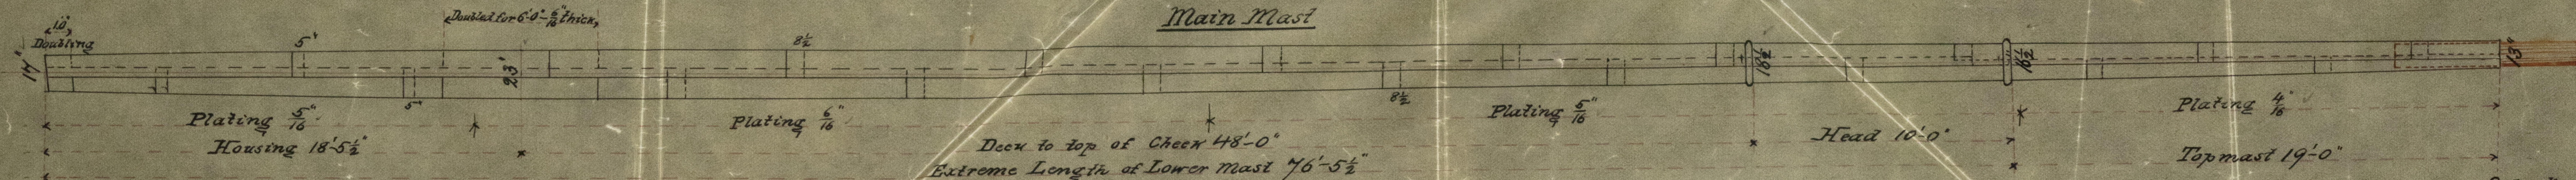 Main Mast
10"
Doubling
Doubled for 6'-0" - 6/16" thick
17"
5"
5"
23"
8½
8½
18½
16½
13"
Plating 5/16"
Plating 6/16"
Plating 5/16"
Plating 4/16"
Housing 18'-5½"
Deck to top of Cheek 48'-0"
Head 10'-0"
Topmast 19'-0"
Extreme Length of Lower Mast 76'-5½"